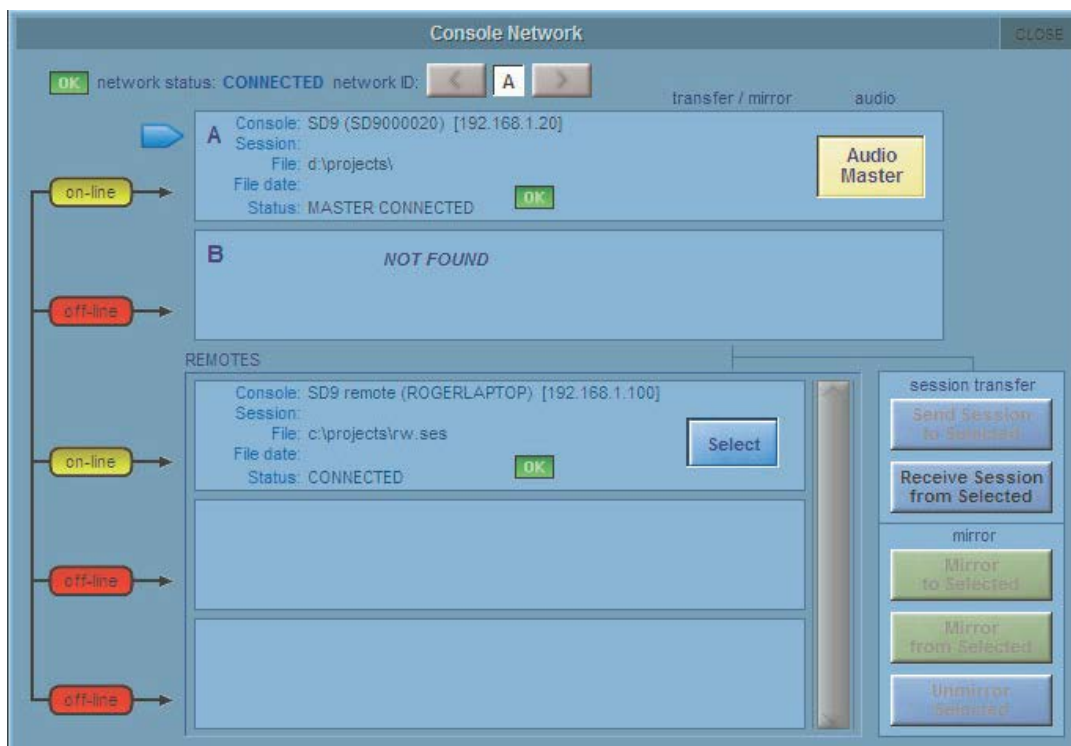 Console Network
CLOSE
OK network status: CONNECTED network ID: < A >
transfer / mirror audio
A Console: SD9 (SD9000020) [192.168.1.20]
Session:
File: d:\projects\
File date:
Status: MASTER CONNECTED OK
Audio
Master
on-line
B NOT FOUND
off-line
REMOTES
Console: SD9 remote (ROGERLAPTOP) [192.168.1.100]
Session:
File: c:\projects\rw.ses
File date:
Status: CONNECTED OK
Select
on-line
off-line
off-line
session transfer
Send Session
to Selected
Receive Session
from Selected
mirror
Mirror
to Selected
Mirror
from Selected
Unmirror
Selected